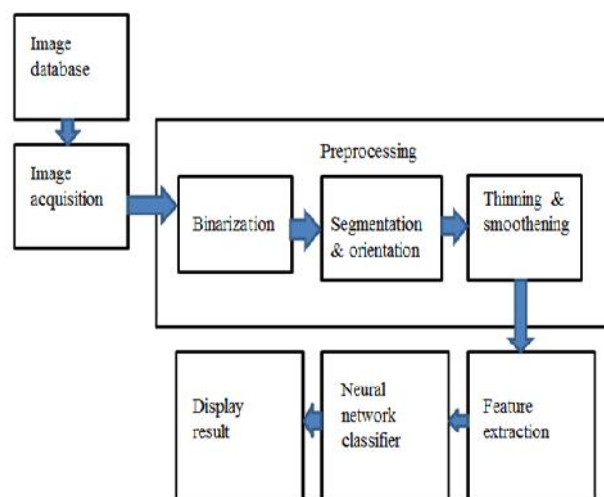 Image
database
Image
acquisition
Preprocessing
Binarization
Segmentation
& orientation
Thinning &
smoothening
Feature
extraction
Neural
network
classifier
Display
result